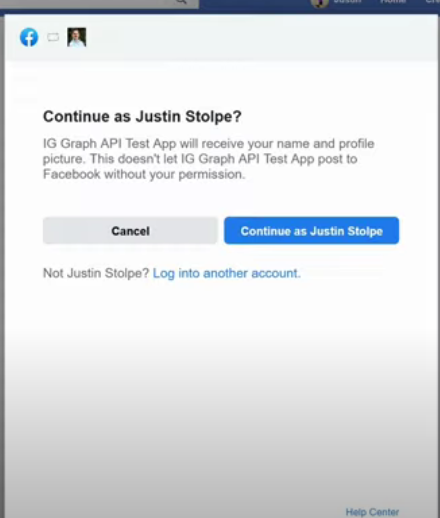 Justin Home
Continue as Justin Stolpe?
IG Graph API Test App will receive your name and profile
picture. This doesn't let IG Graph API Test App post to
Facebook without your permission.
Cancel
Continue as Justin Stolpe
Not Justin Stolpe? Log into another account.
Help Center